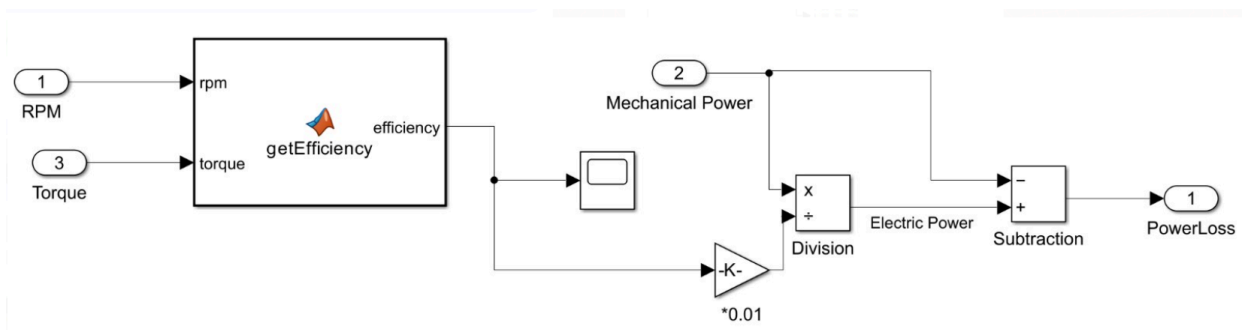 1
RPM
3
Torque
rpm
torque
getEfficiency
efficiency
2
Mechanical Power
-K-
*0.01
x
÷
Division
Electric Power
−
+
Subtraction
1
PowerLoss